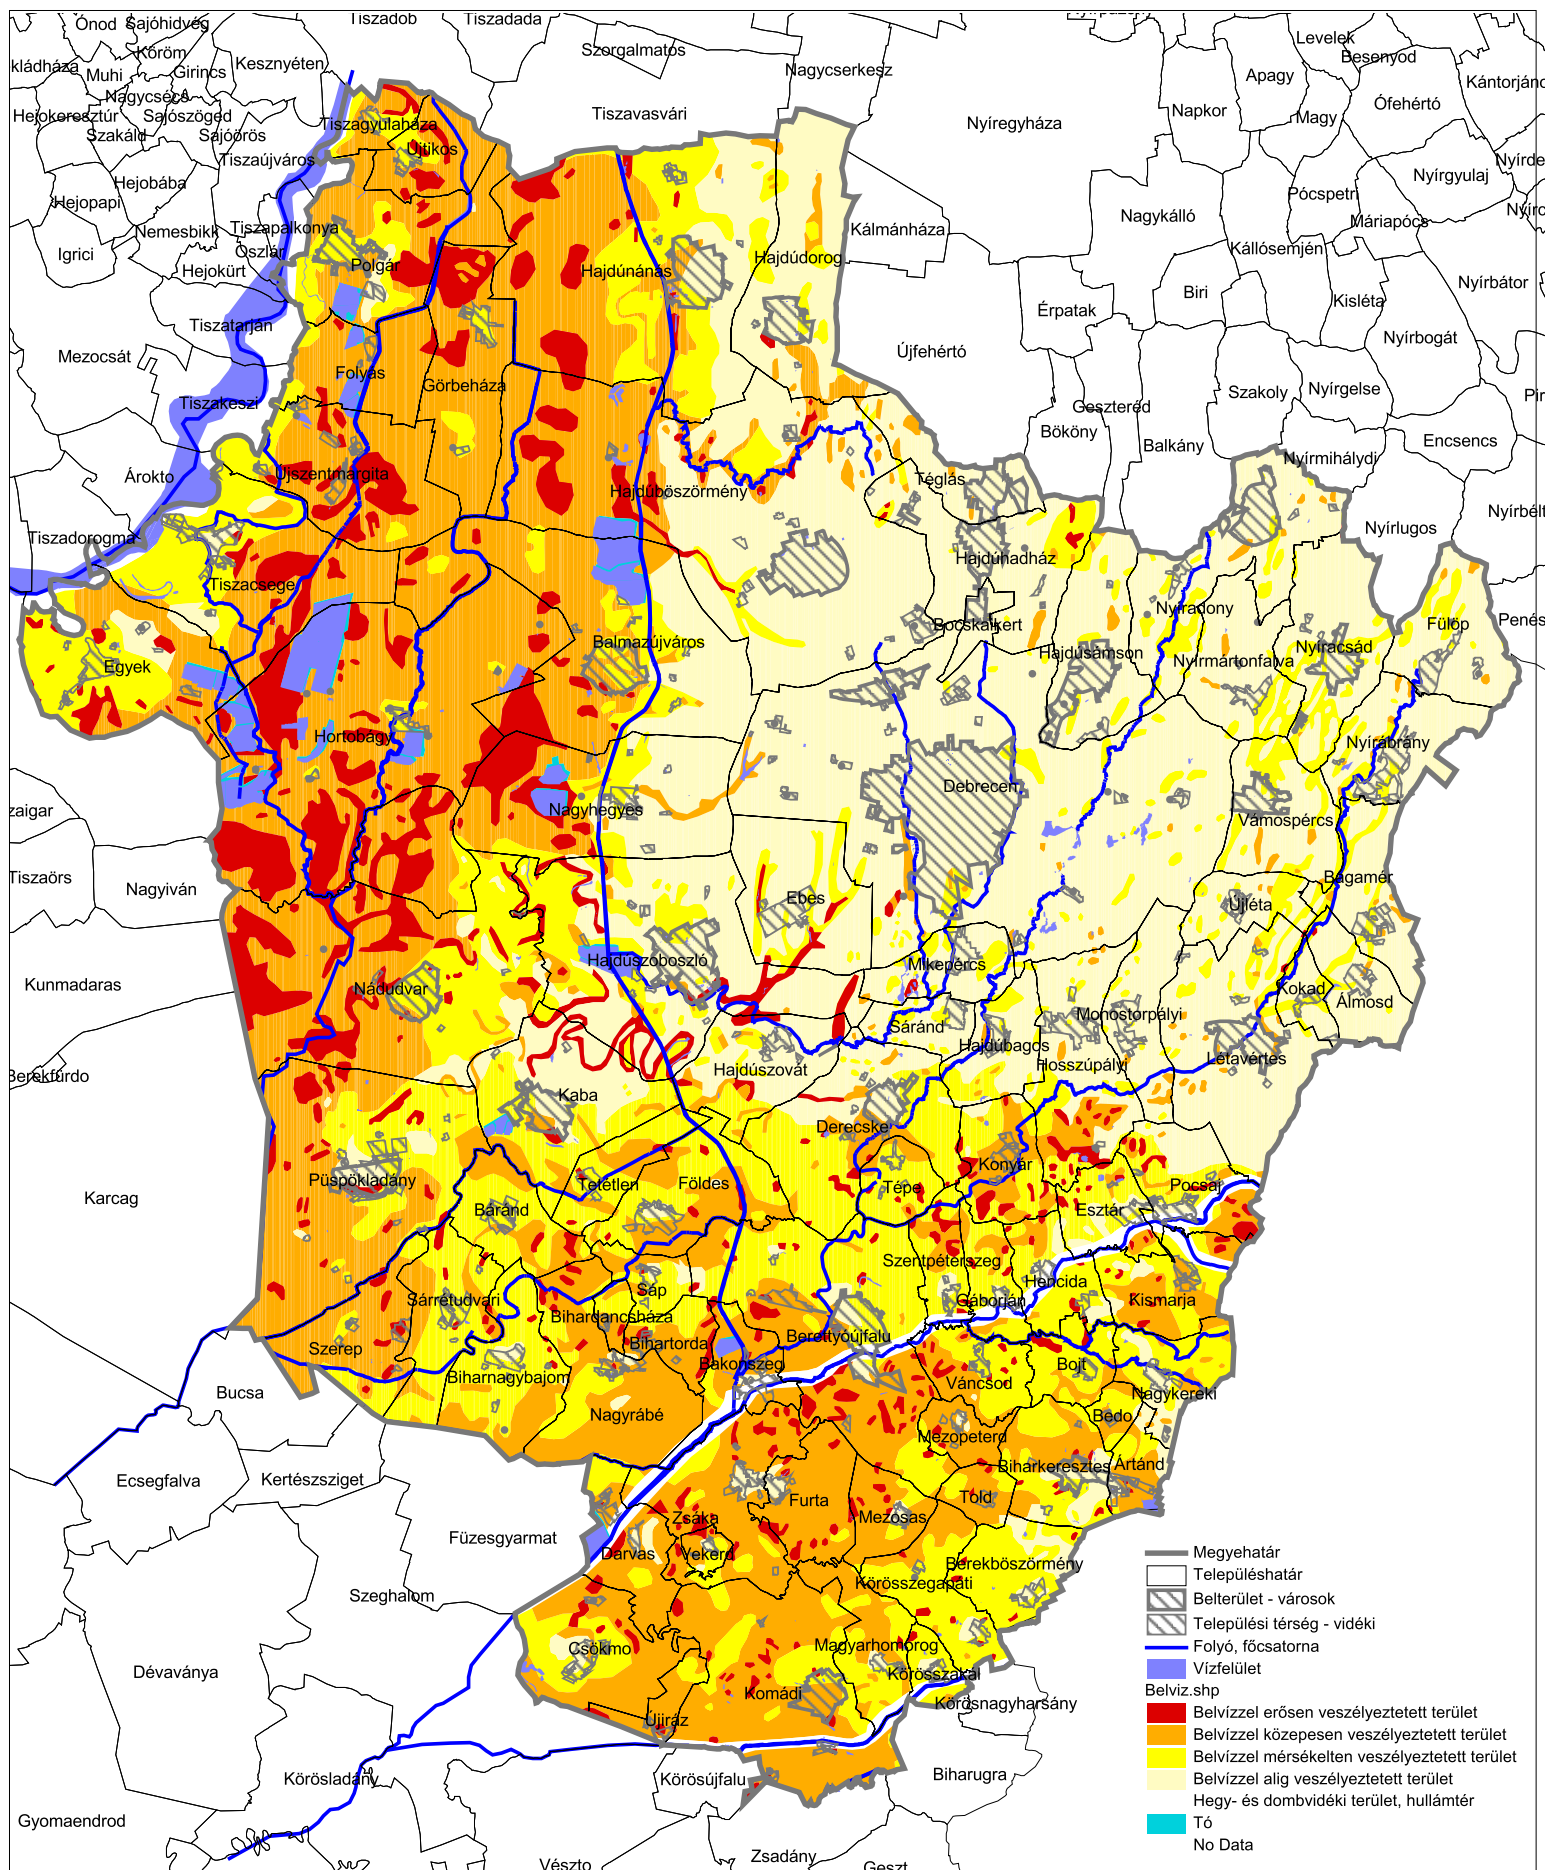 Ónod
Sajóhidvég
Tiszadob
Tiszadada
Szorgalmatos
Levelek
Besenyod
Köröm
Girincs
Kesznyéten
kládháza
Muhi
Nagycserkesz
Apagy
Kántorjáno
Nagycsécs
Hejokeresztúr
Sajószöged
Szakáld
Sajóörös
Tiszagyulaháza
Tiszavasvári
Nyíregyháza
Napkor
Magy
Ófehértó
Újtikos
Tiszaújváros
Nyírde
Hejobába
Nyírgyulaj
Hejopapi
Pócspetri
Nagykálló
Máriapócs
Nemesbikk
Tiszapalkonya
Kálmánháza
Igrici
Oszlár
Hejokürt
Polgár
Hajdúnánás
Hajdúdorog
Kállósemjén
Nyírbátor
Biri
Kisléta
Érpatak
Tiszatarján
Nyírbogát
Mezocsát
Folyás
Görbeháza
Újfehértó
Szakoly
Nyírgelse
Tiszakeszi
Geszteréd
Bököny
Balkány
Encsencs
Árokto
Újszentmargita
Hajdúböszörmény
Téglás
Nyírmihálydi
Nyírbélt
Nyírlugos
Tiszadorogma
Tiszacsege
Hajdúhadház
Nyíradony
Balmazújváros
Bocskaikert
Fülöp
Penés
Egyek
Hajdúsámson
Nyírmártonfalva
Nyíracsád
Hortobágy
Nyírábrány
Debrecen
Nagyhegyes
Vámospércs
zaigar
Tiszaörs
Nagyiván
Ebes
Újléta
Bagamér
Hajdúszoboszló
Mikepércs
Kunmadaras
Nádudvar
Kokad
Álmosd
Sáránd
Monostorpályi
Hajdúbagos
Létavértes
Hosszúpályi
Hajdúszovát
Berekfürdo
Kaba
Derecske
Konyár
Püspökladány
Tetétlen
Földes
Tépe
Pocsaj
Karcag
Báránd
Esztár
Szentpéterszeg
Hencida
Sáp
Gáborján
Kismarja
Sárrétudvari
Bihardancsháza
Szerep
Bihartorda
Berettyóújfalu
Bakonszeg
Bojt
Biharnagybajom
Váncsod
Nagykereki
Bucsa
Nagyrábé
Bedo
Mezopeterd
Ecsegfalva
Kertészsziget
Biharkeresztes
Ártánd
Furta
Told
Zsáka
Mezosas
Füzesgyarmat
Darvas
Vekerd
Berekböszörmény
Körösszegapáti
Szeghalom
Csökmo
Magyarhomorog
Dévaványa
Körösszakál
Komádi
Körösnagyharsány
Újiráz
Körösladány
Körösújfalu
Biharugra
Gyomaendrod
Vészto
Zsadány
Geszt
Megyehatár
Településhatár
Belterület - városok
Települési térség - vidéki
Folyó, főcsatorna
Vízfelület
Belviz.shp
Belvízzel erősen veszélyeztetett terület
Belvízzel közepesen veszélyeztetett terület
Belvízzel mérsékelten veszélyeztetett terület
Belvízzel alig veszélyeztetett terület
Hegy- és dombvidéki terület, hullámtér
Tó
No Data